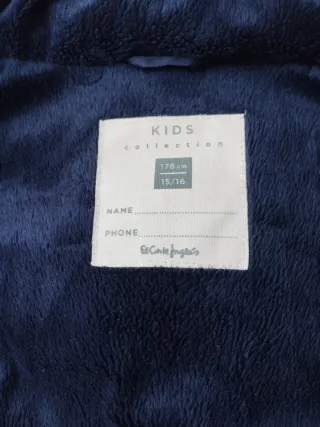 KIDS
collection
176 cm
15/16
NAME
PHONE
El Corte Inglés